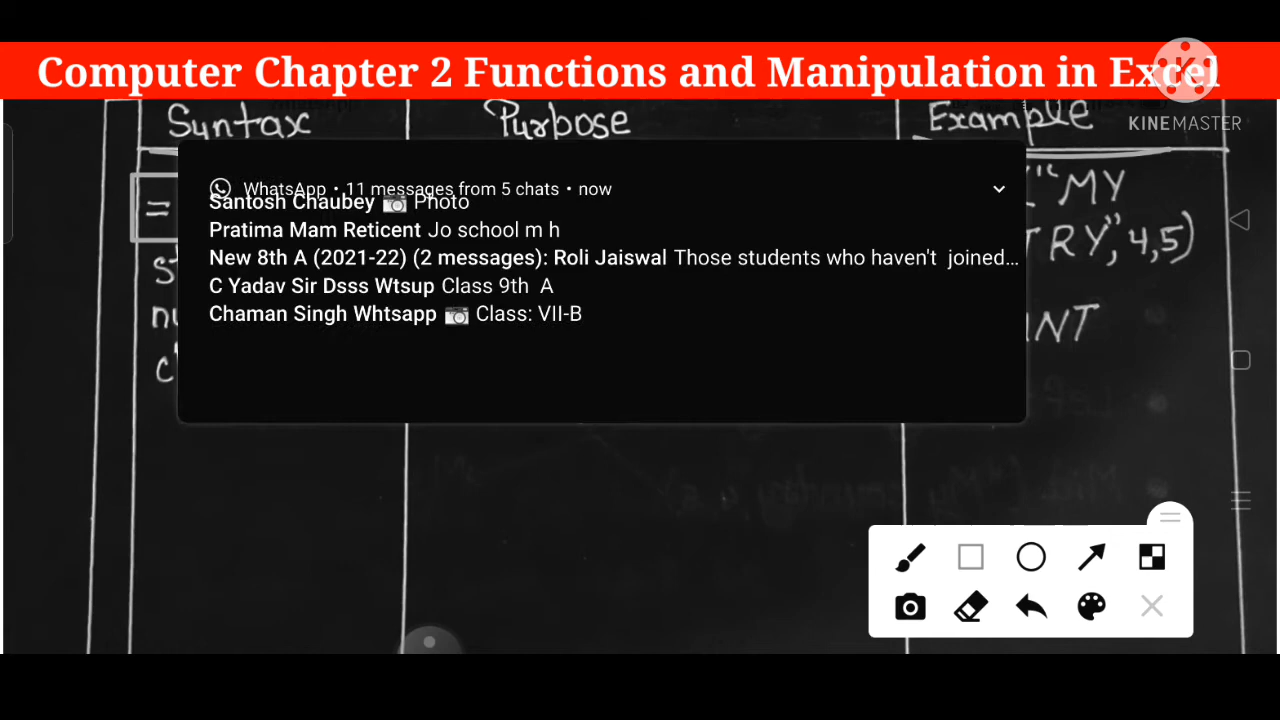 Computer Chapter 2 Functions and Manipulation in Excel
KINEMASTER
Suntax Purbose Example
WhatsApp • 11 messages from 5 chats • now
Santosh Chaubey 📷 Photo
Pratima Mam Reticent Jo school m h
New 8th A (2021-22) (2 messages): Roli Jaiswal Those students who haven't joined...
C Yadav Sir Dsss Wtsup Class 9th A
Chaman Singh Whtsapp 📷 Class: VII-B
=
"MY
TRY", 4,5)